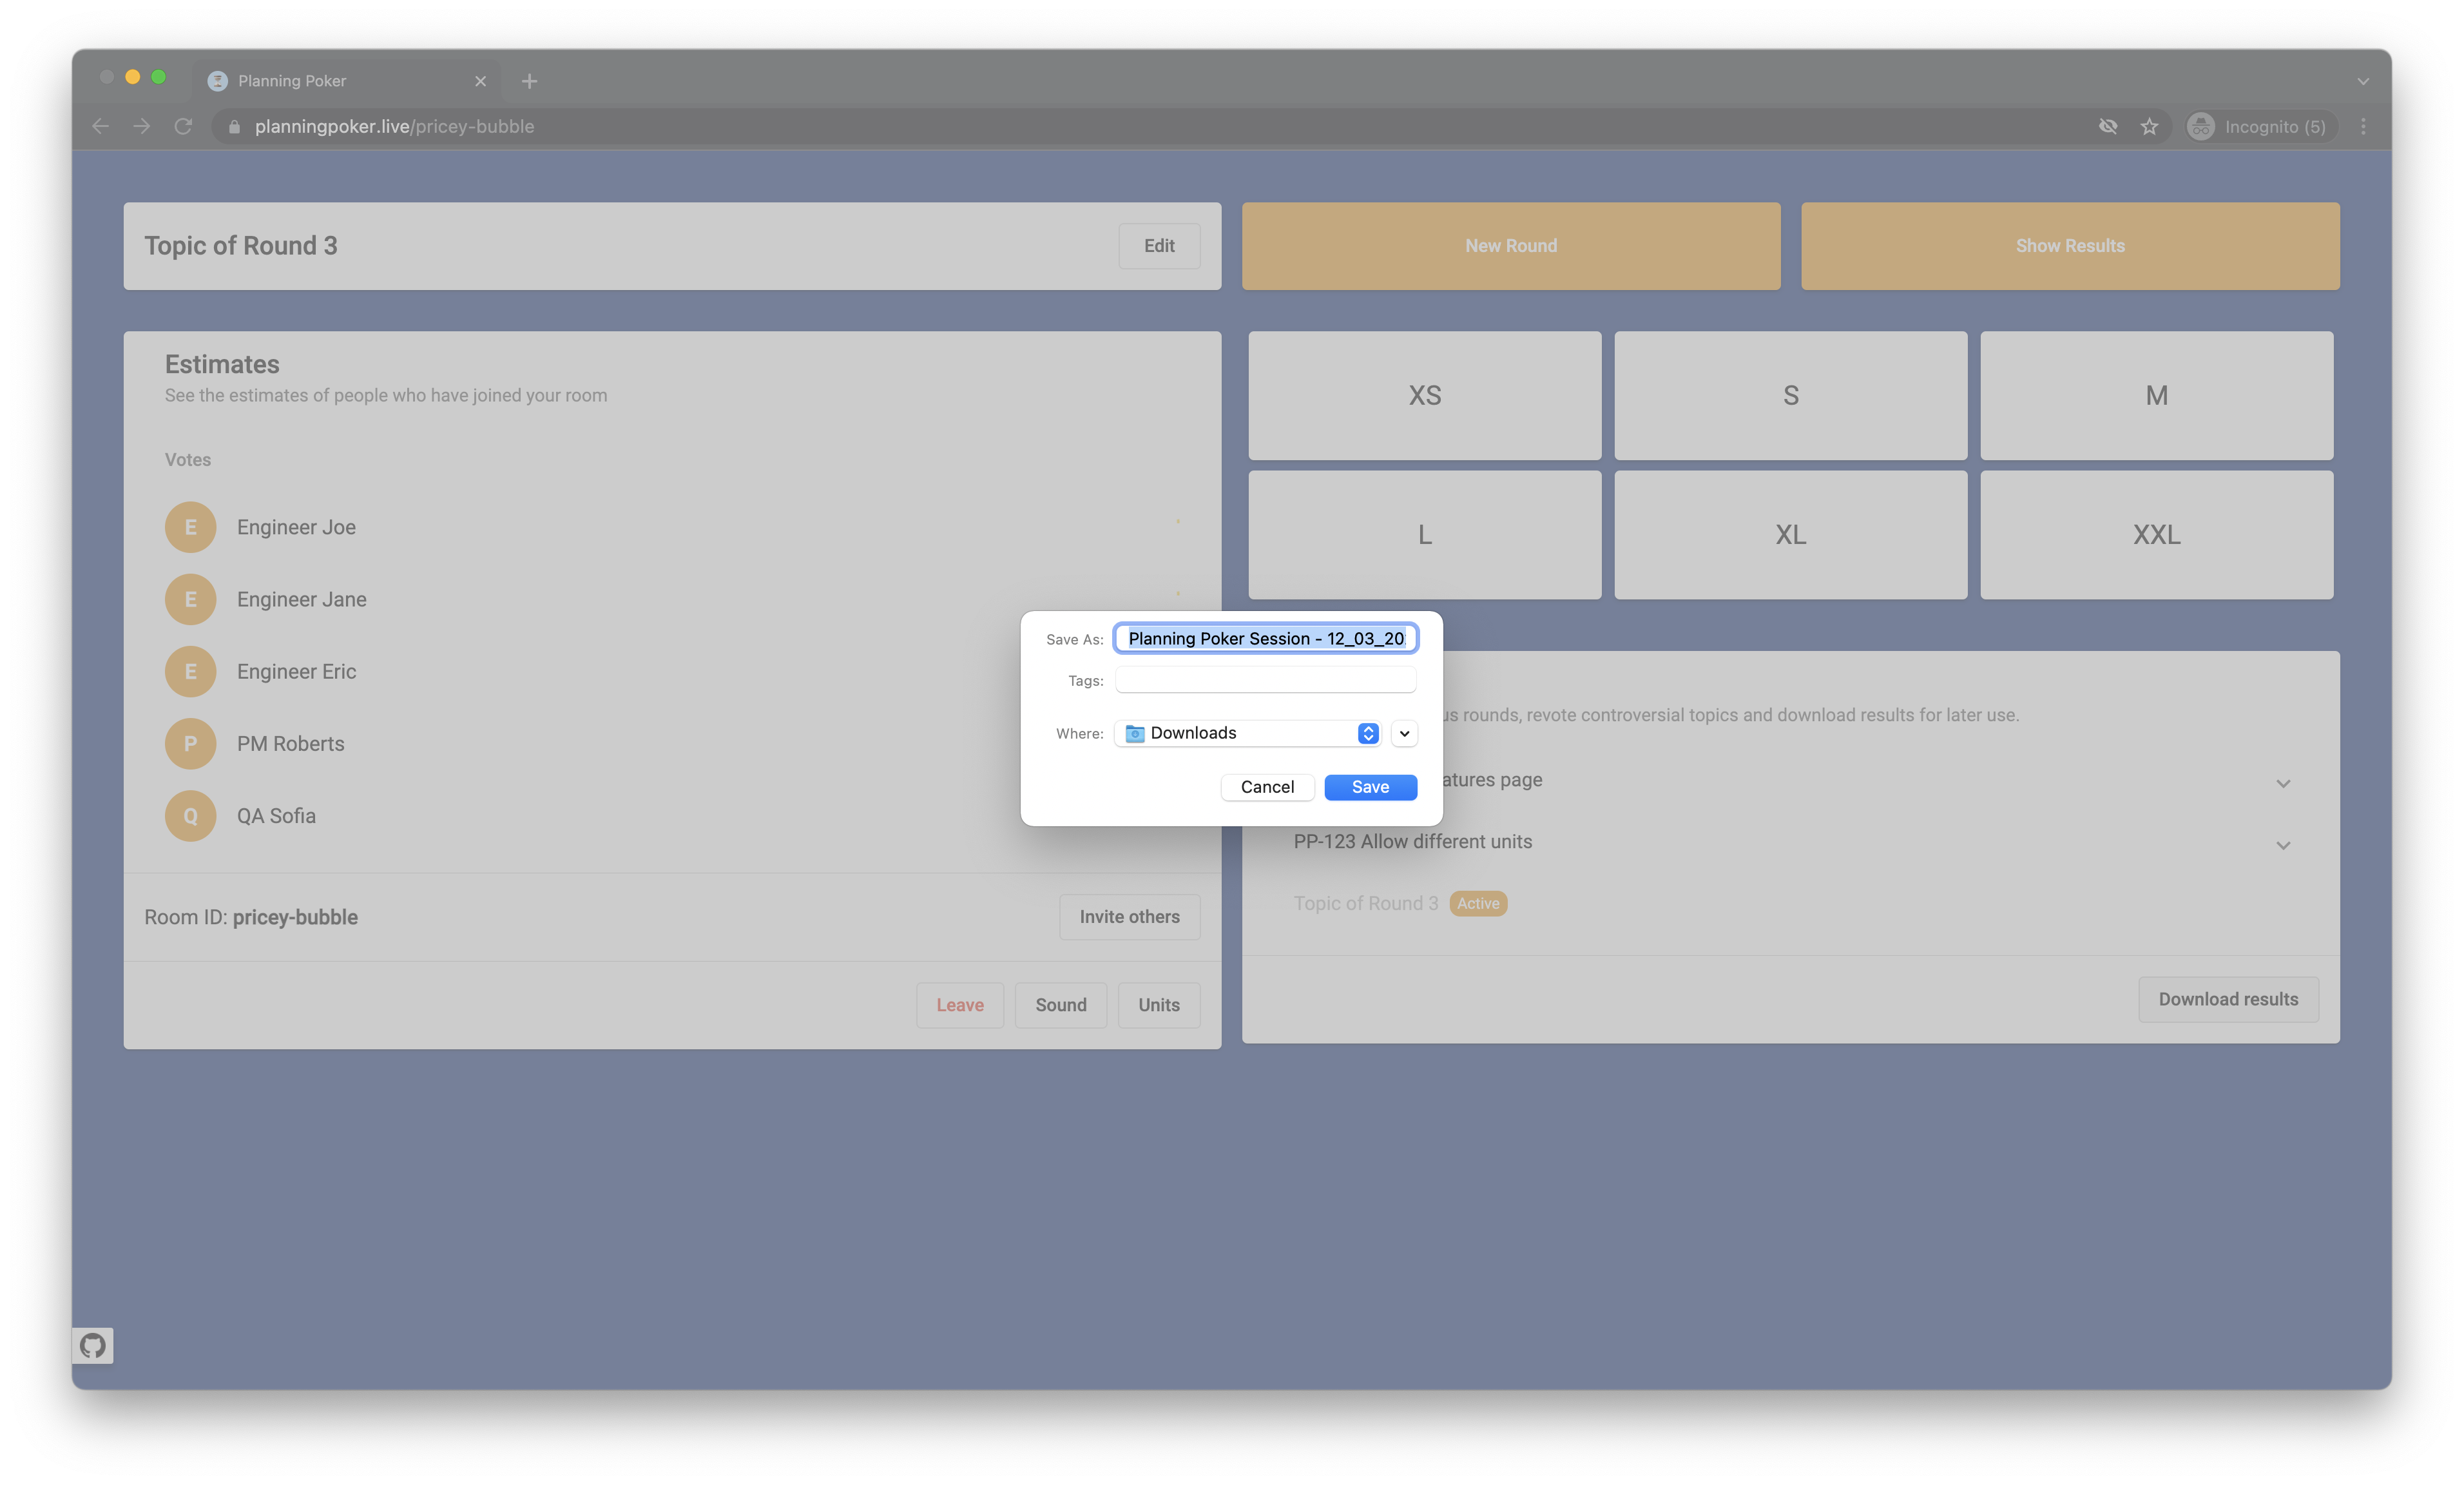 Planning Poker
planningpoker.live/pricey-bubble
Incognito (5)
Topic of Round 3
Edit
New Round
Show Results
Estimates
See the estimates of people who have joined your room
Votes
E Engineer Joe
E Engineer Jane
E Engineer Eric
P PM Roberts
Q QA Sofia
Room ID: pricey-bubble
Invite others
Leave
Sound
Units
XS
S
M
L
XL
XXL
Save As: Planning Poker Session - 12_03_20
Tags:
Where: Downloads
Cancel
Save
rounds, revote controversial topics and download results for later use.
page
PP-123 Allow different units
Topic of Round 3 Active
Download results